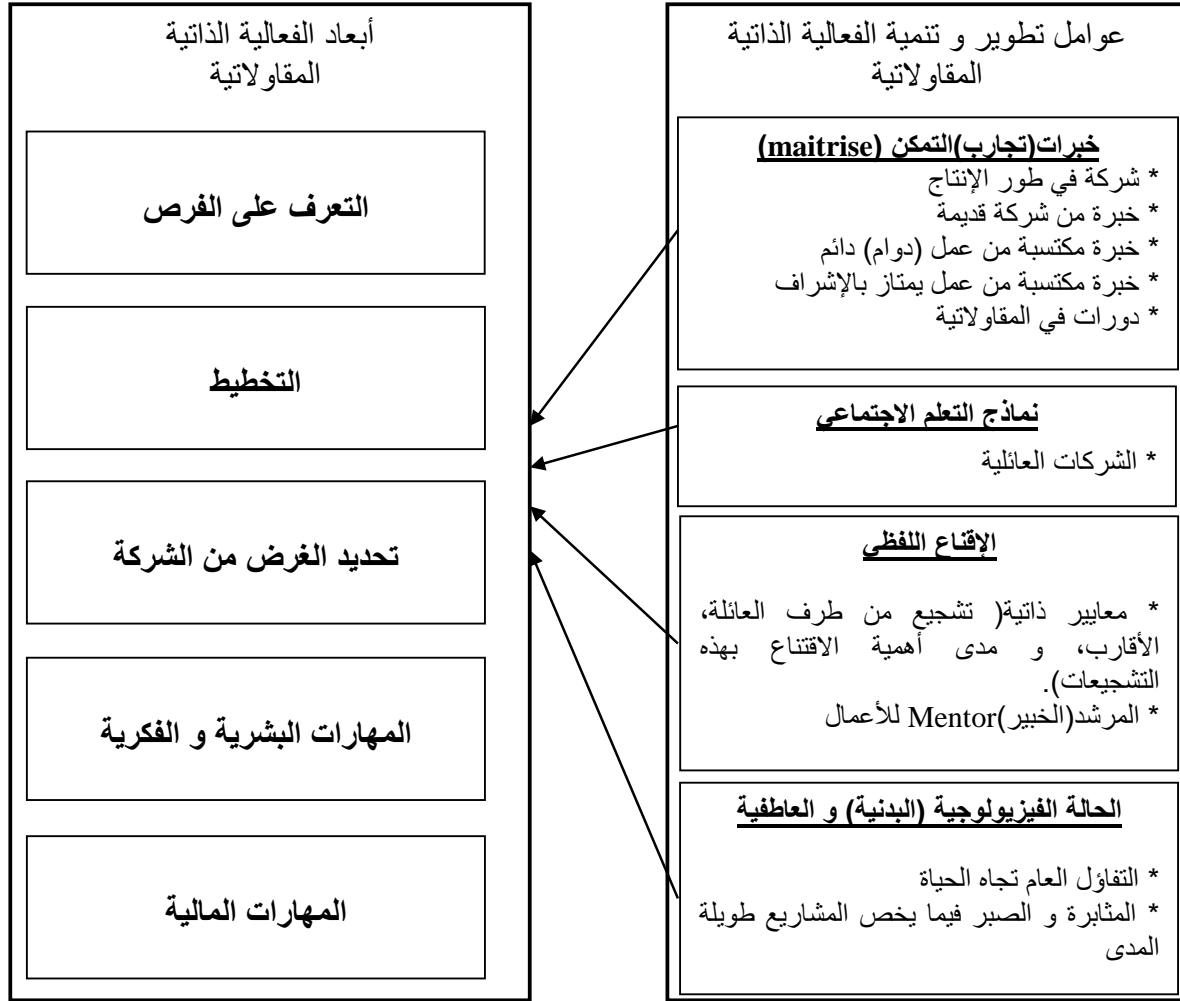 عوامل تطوير و تنمية الفعالية الذاتية
المقاولاتية
خبرات(تجارب)التمكن (maitrise)
* شركة في طور الإنتاج
* خبرة من شركة قديمة
* خبرة مكتسبة من عمل (دوام) دائم
* خبرة مكتسبة من عمل يمتاز بالإشراف
* دورات في المقاولاتية
نماذج التعلم الاجتماعي
* الشركات العائلية
الإقناع اللفظي
* معايير ذاتية( تشجيع من طرف العائلة،
الأقارب، و مدى أهمية الاقتناع بهذه
التشجيعات).
* المرشد(الخبير)Mentor للأعمال
الحالة الفيزيولوجية (البدنية) و العاطفية
* التفاؤل العام تجاه الحياة
* المثابرة و الصبر فيما يخص المشاريع طويلة
المدى
أبعاد الفعالية الذاتية
المقاولاتية
التعرف على الفرص
التخطيط
تحديد الغرض من الشركة
المهارات البشرية و الفكرية
المهارات المالية